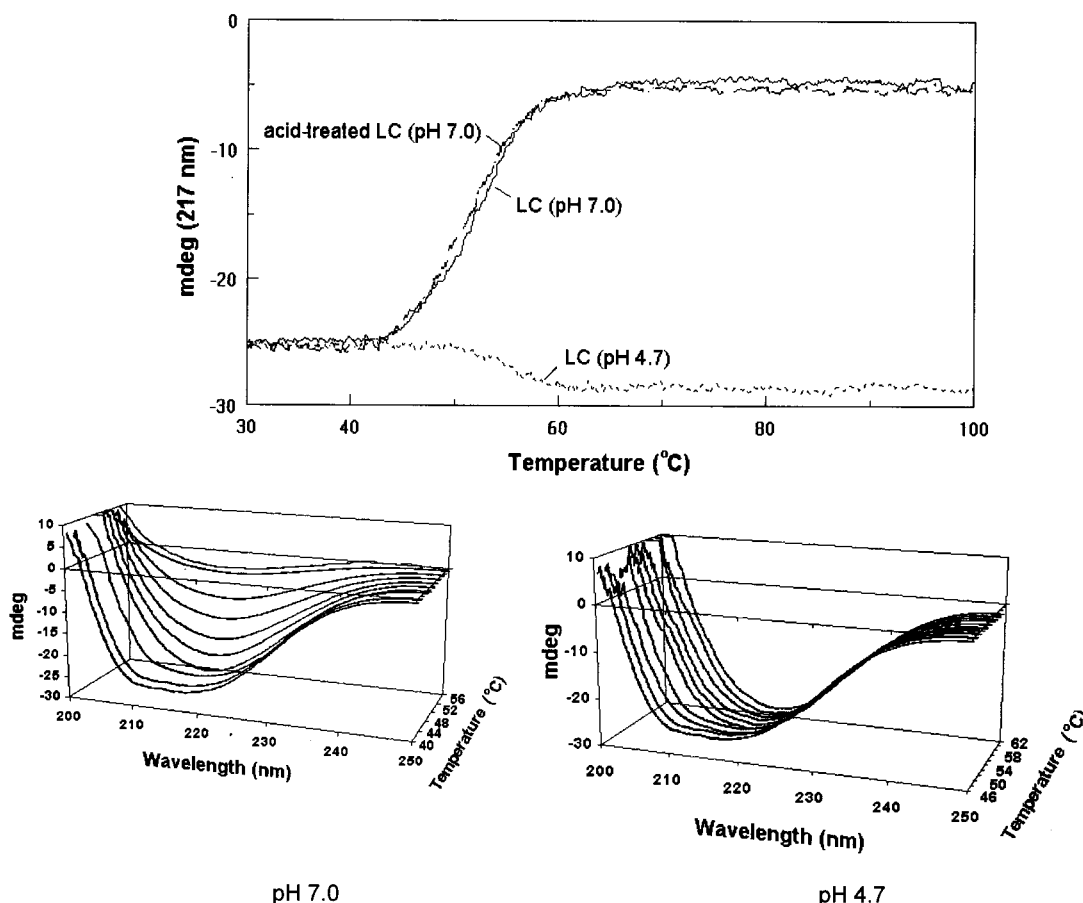 0
-10
-20
-30
mdeg (217 nm)
acid-treated LC (pH 7.0)
LC (pH 7.0)
LC (pH 4.7)
30 40 50 60 80 100
Temperature (°C)
10
5
0
-5
-10
-15
-20
-25
-30
mdeg
200 210 220 230 240 250
Wavelength (nm)
56
52
48
44
40
Temperature (°C)
pH 7.0
10
0
-10
-20
-30
mdeg
200 210 220 230 240 250
Wavelength (nm)
62
58
54
50
46
Temperature (°C)
pH 4.7